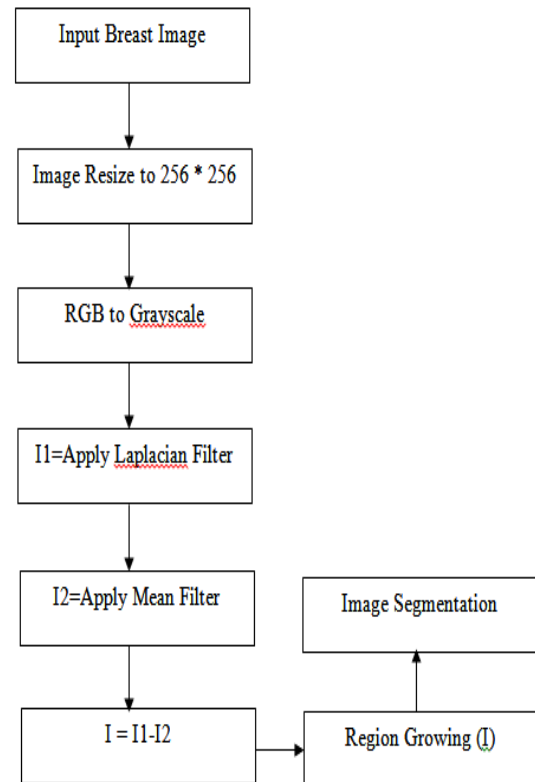 Input Breast Image
Image Resize to 256 * 256
RGB to Grayscale
I1=Apply Laplacian Filter
I2=Apply Mean Filter
I = I1-I2
Region Growing (I)
Image Segmentation